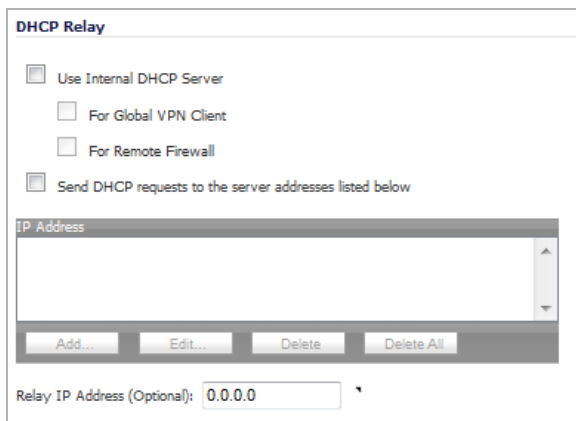 DHCP Relay
Use Internal DHCP Server
For Global VPN Client
For Remote Firewall
Send DHCP requests to the server addresses listed below
IP Address
Add... Edit... Delete Delete All
Relay IP Address (Optional): 0.0.0.0